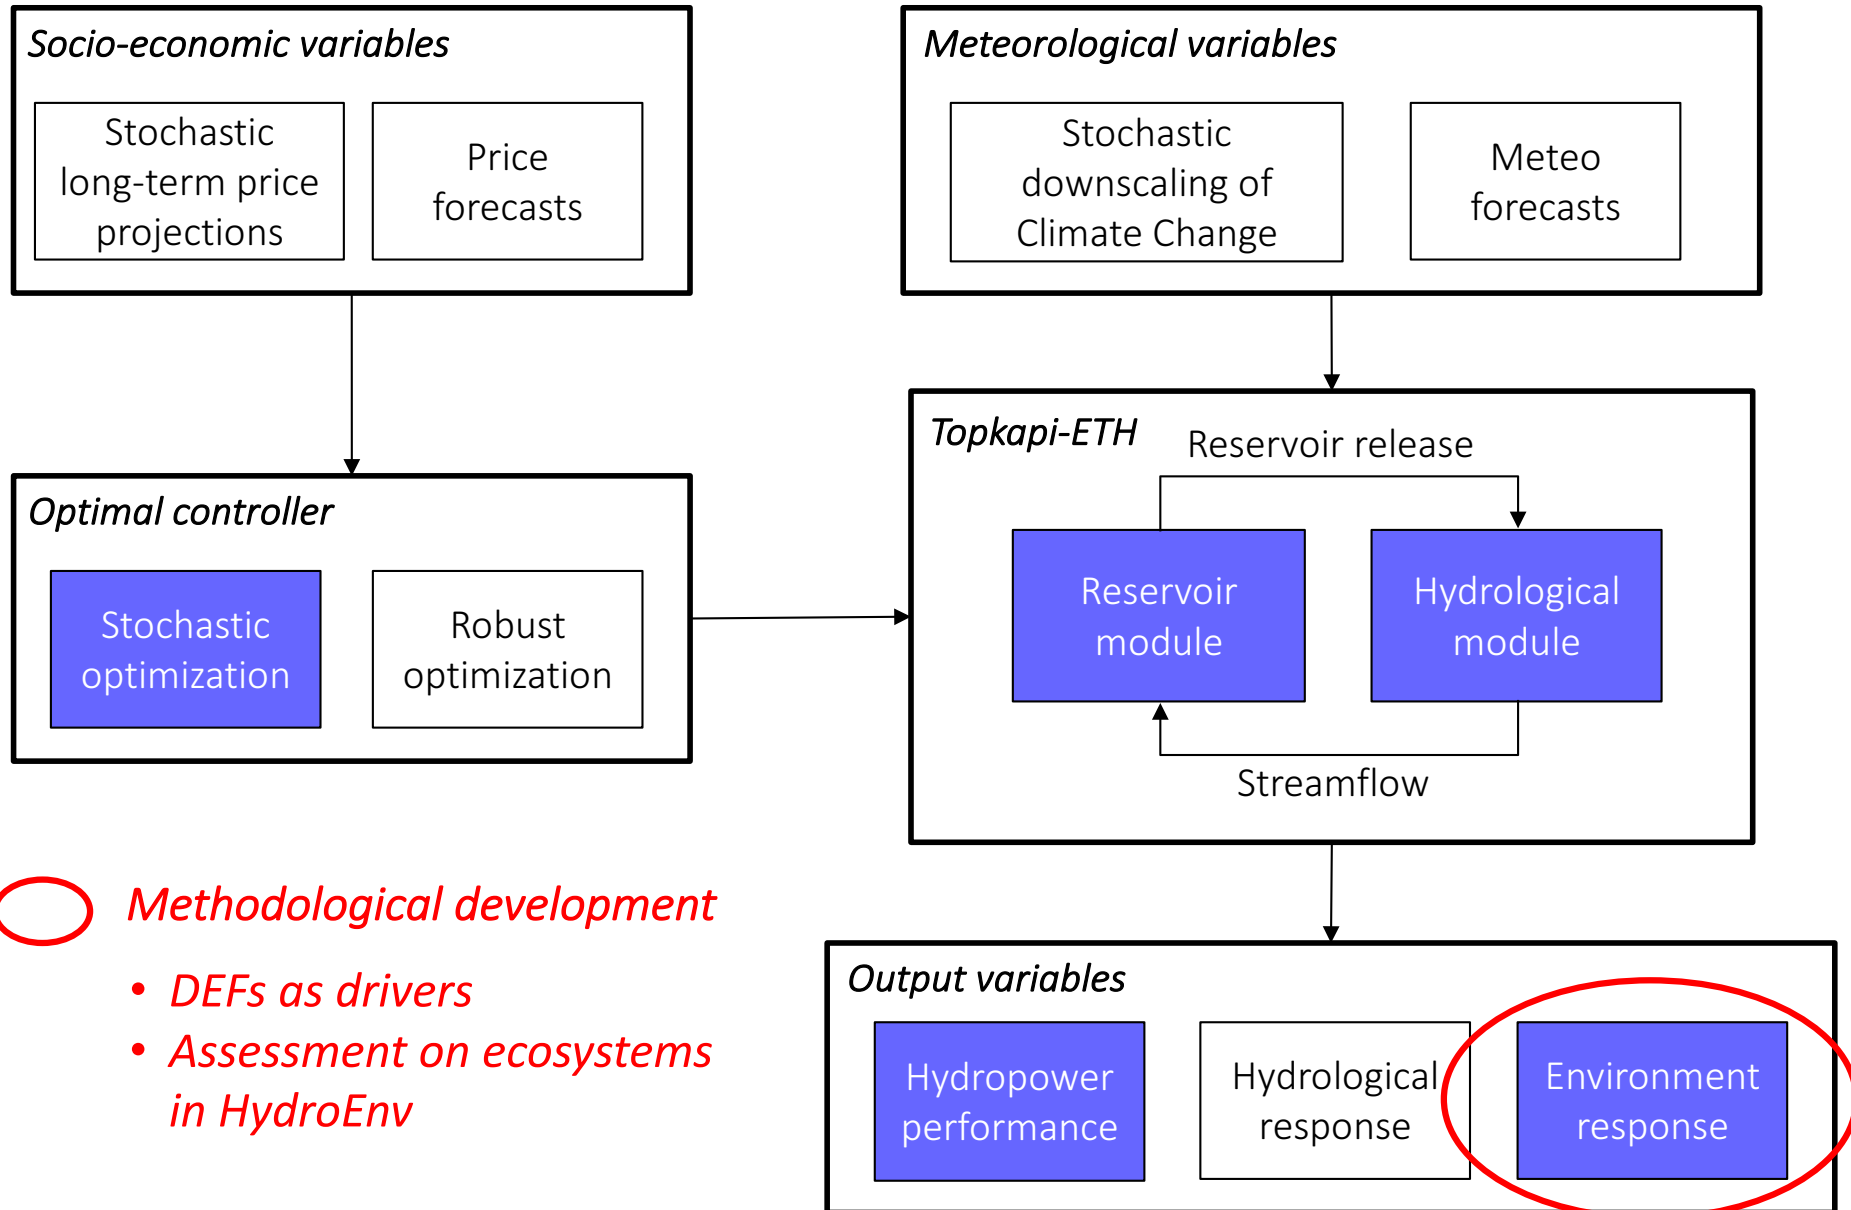 Socio-economic variables
Stochastic
long-term price
projections
Price
forecasts
Meteorological variables
Stochastic
downscaling of
Climate Change
Meteo
forecasts
Optimal controller
Stochastic
optimization
Robust
optimization
Topkapi-ETH
Reservoir release
Reservoir
module
Hydrological
module
Streamflow
Methodological development
• DEFs as drivers
• Assessment on ecosystems
in HydroEnv
Output variables
Hydropower
performance
Hydrological
response
Environment
response